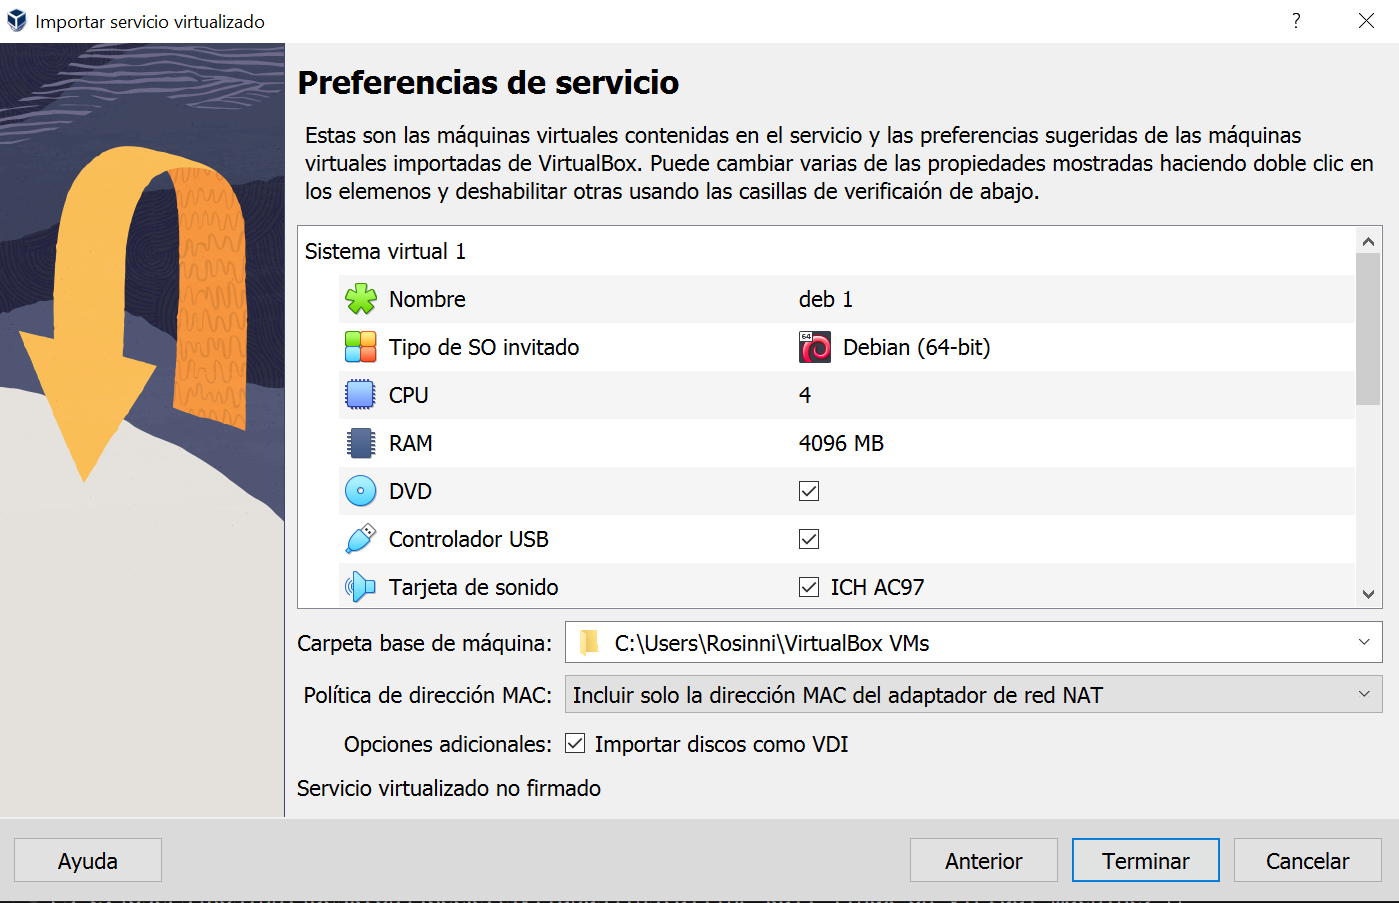 Importar servicio virtualizado
?
Preferencias de servicio
Estas son las máquinas virtuales contenidas en el servicio y las preferencias sugeridas de las máquinas
virtuales importadas de VirtualBox. Puede cambiar varias de las propiedades mostradas haciendo doble clic en
los elemenos y deshabilitar otras usando las casillas de verificaión de abajo.
Sistema virtual 1
Nombre deb 1
Tipo de SO invitado 64 Debian (64-bit)
CPU 4
RAM 4096 MB
DVD
Controlador USB
Tarjeta de sonido ICH AC97
Carpeta base de máquina: C:\Users\Rosinni\VirtualBox VMs
Política de dirección MAC: Incluir solo la dirección MAC del adaptador de red NAT
Opciones adicionales: Importar discos como VDI
Servicio virtualizado no firmado
Ayuda Anterior Terminar Cancelar